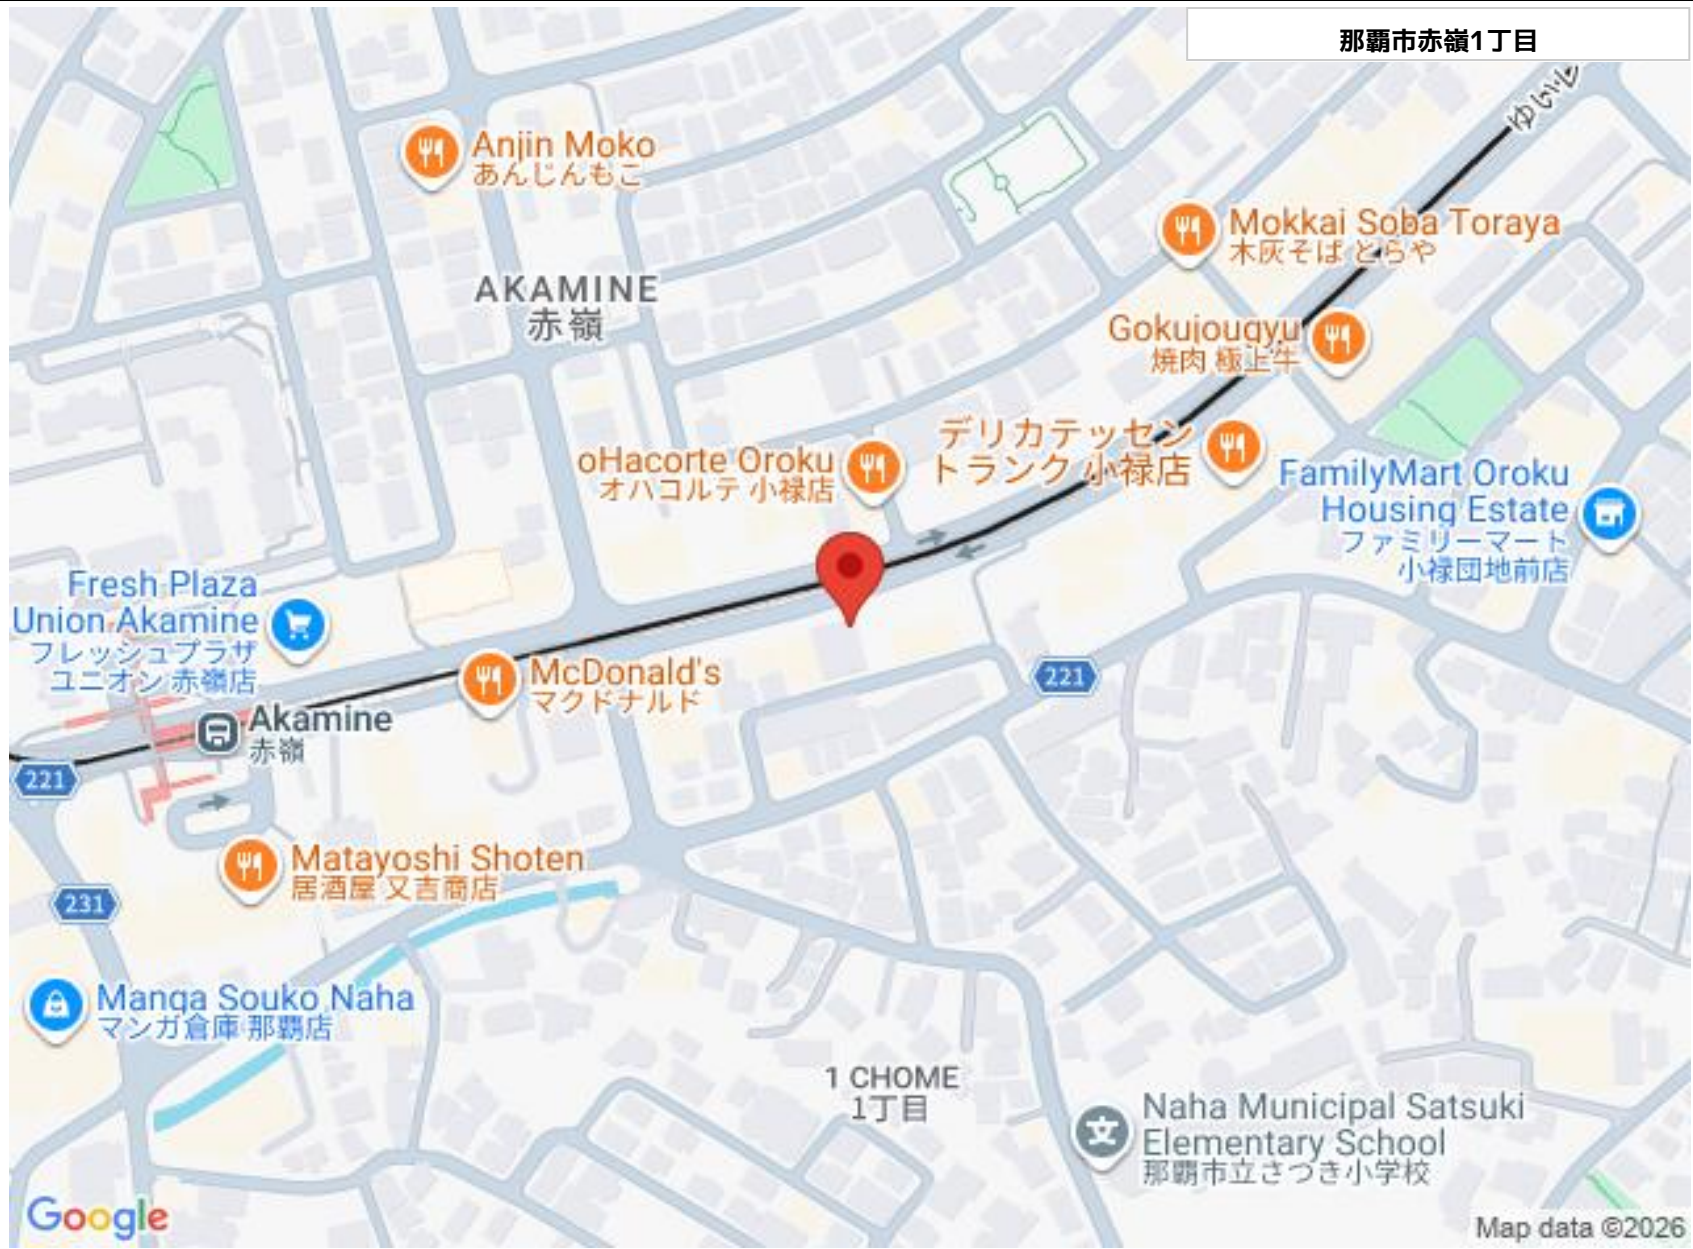 那覇市赤嶺1丁目
ゆいレ
Anjin Moko
あんじんもこ
Mokkai Soba Toraya
木灰そば とらや
AKAMINE
赤嶺
Gokujougyu
焼肉 極上牛
デリカテッセン
トランク 小禄店
oHacorte Oroku
オハコルテ 小禄店
FamilyMart Oroku
Housing Estate
ファミリーマート
小禄団地前店
Fresh Plaza
Union Akamine
フレッシュプラザ
ユニオン 赤嶺店
McDonald's
マクドナルド
221
Akamine
赤嶺
221
Matayoshi Shoten
居酒屋 又吉商店
231
Manga Souko Naha
マンガ倉庫 那覇店
1 CHOME
1丁目
文
Naha Municipal Satsuki
Elementary School
那覇市立さつき小学校
Google
Map data ©2026